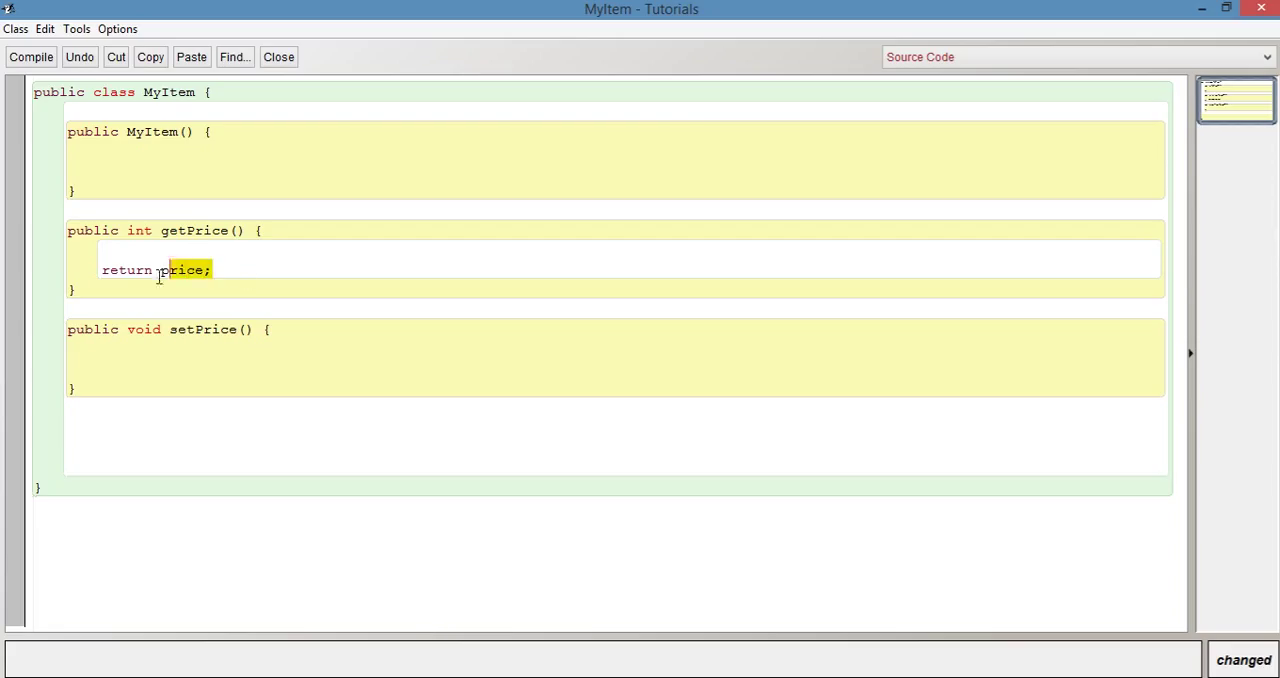 MyItem - Tutorials
Class Edit Tools Options
Compile Undo Cut Copy Paste Find... Close Source Code
public class MyItem {
public MyItem() {
}
public int getPrice() {
return price;
}
public void setPrice() {
}
}
changed